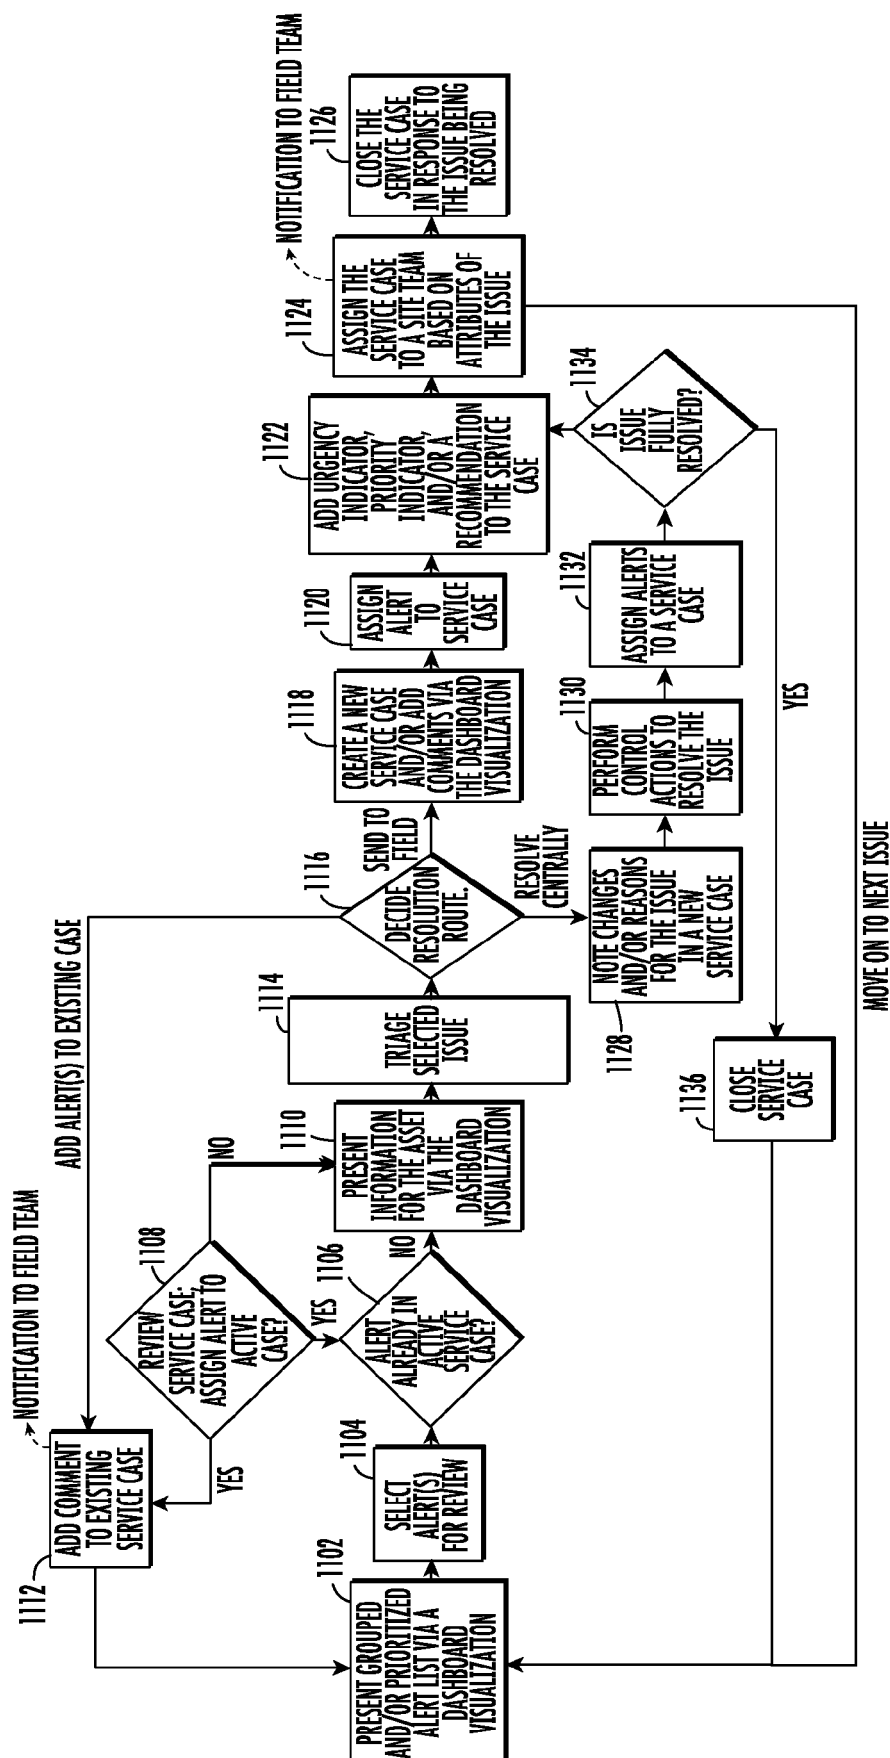 1102
PRESENT GROUPED
AND/OR PRIORITIZED
ALERT LIST VIA A
DASHBOARD
VISUALIZATION
1104
SELECT
ALERT(S)
FOR REVIEW
1106
ALERT
ALREADY IN
ACTIVE
SERVICE
CASE?
YES
NO
1108
REVIEW
SERVICE CASE;
ASSIGN ALERT TO
ACTIVE
CASE?
YES
NO
1112
ADD COMMENT
TO EXISTING
SERVICE CASE
NOTIFICATION TO FIELD TEAM
ADD ALERT(S) TO EXISTING CASE
1110
PRESENT
INFORMATION
FOR THE ASSET
VIA THE
DASHBOARD
VISUALIZATION
1114
TRIAGE
SELECTED
ISSUE
1116
DECIDE
RESOLUTION
ROUTE.
SEND TO
FIELD
RESOLVE
CENTRALLY
1118
CREATE A NEW
SERVICE CASE
AND/OR ADD
COMMENTS VIA
THE DASHBOARD
VISUALIZATION
1120
ASSIGN
ALERT
TO
SERVICE
CASE
1122
ADD URGENCY
INDICATOR,
PRIORITY
INDICATOR,
AND/OR A
RECOMMENDATION
TO THE SERVICE
CASE
1124
ASSIGN THE
SERVICE CASE
TO A SITE TEAM
BASED ON
ATTRIBUTES OF
THE ISSUE
NOTIFICATION TO FIELD TEAM
1126
CLOSE THE
SERVICE CASE
IN RESPONSE TO
THE ISSUE BEING
RESOLVED
1128
NOTE CHANGES
AND/OR REASONS
FOR THE ISSUE
IN A NEW
SERVICE CASE
1130
PERFORM
CONTROL
ACTIONS TO
RESOLVE THE
ISSUE
1132
ASSIGN ALERTS
TO A SERVICE
CASE
1134
IS
ISSUE
FULLY
RESOLVED?
YES
1136
CLOSE
SERVICE
CASE
MOVE ON TO NEXT ISSUE